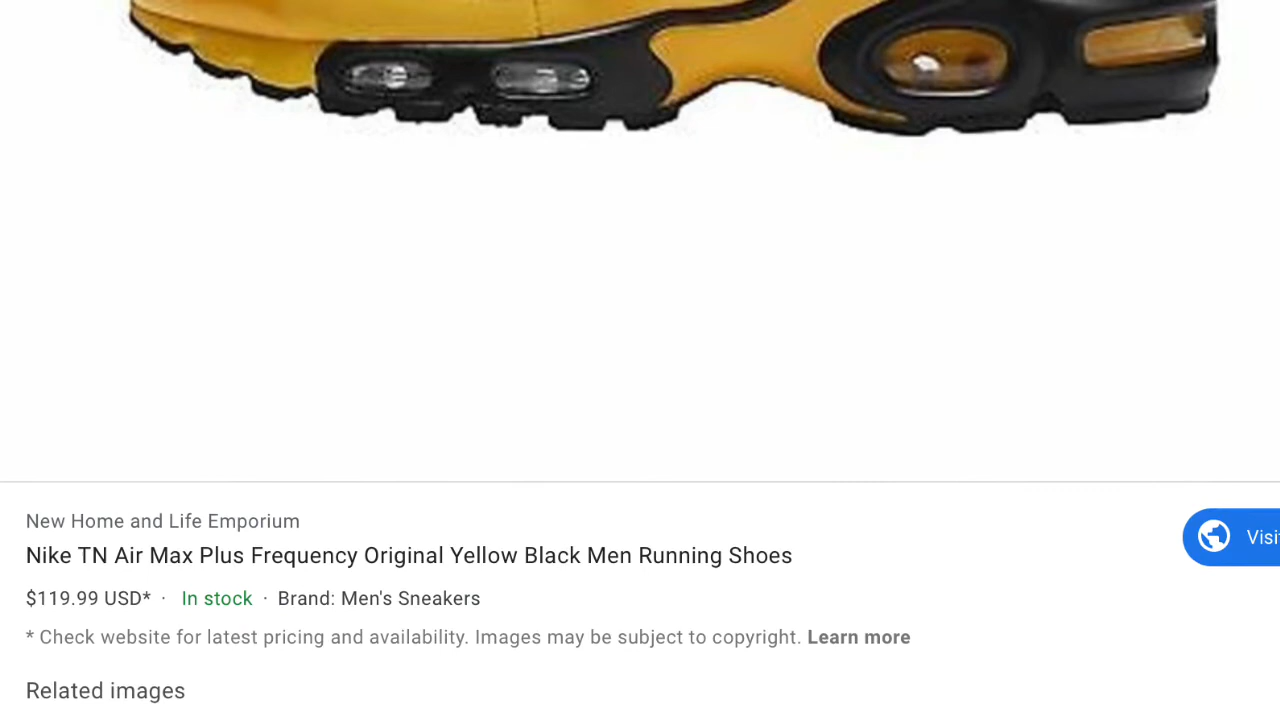 New Home and Life Emporium
Nike TN Air Max Plus Frequency Original Yellow Black Men Running Shoes
$119.99 USD* · In stock · Brand: Men's Sneakers
* Check website for latest pricing and availability. Images may be subject to copyright. Learn more
Related images